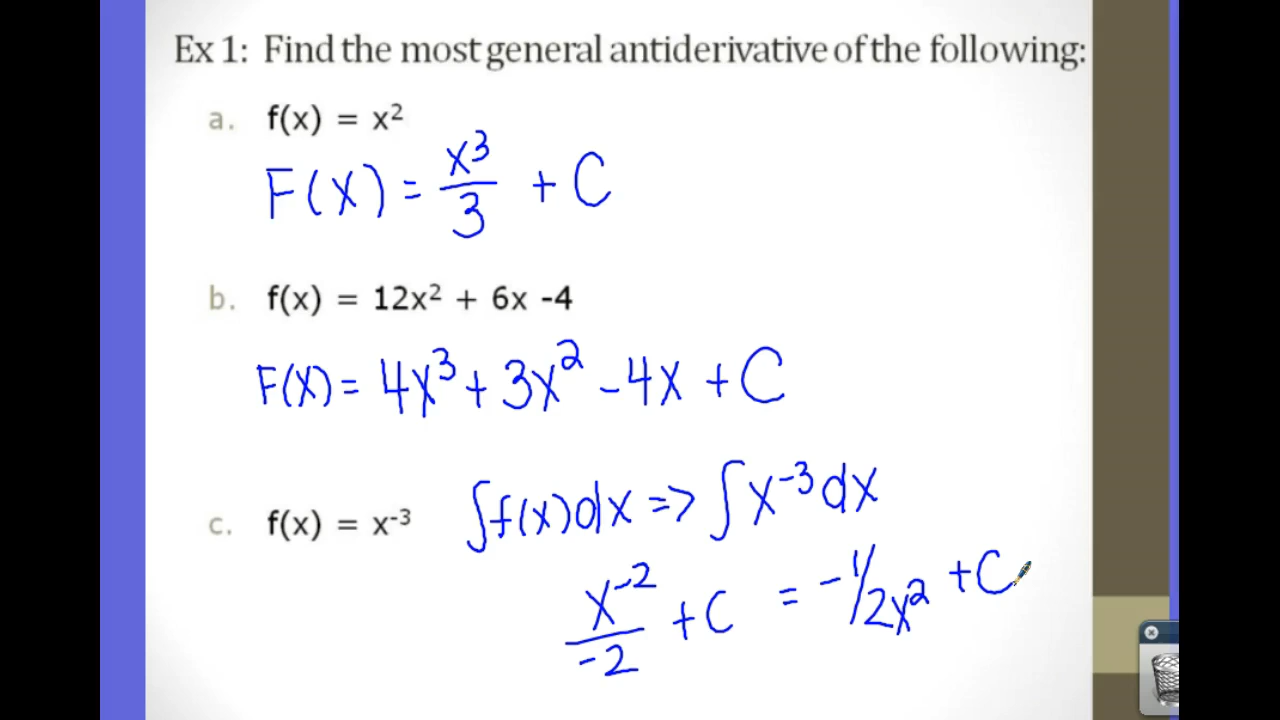 Ex 1: Find the most general antiderivative of the following:
a. f(x) = x²
F(x) = x³/3 + C
b. f(x) = 12x² + 6x -4
F(x) = 4x³ + 3x² - 4x + C
c. f(x) = x⁻³ ∫f(x)dx => ∫x⁻³dx
x⁻²/-2 + C = -1/2x² + C